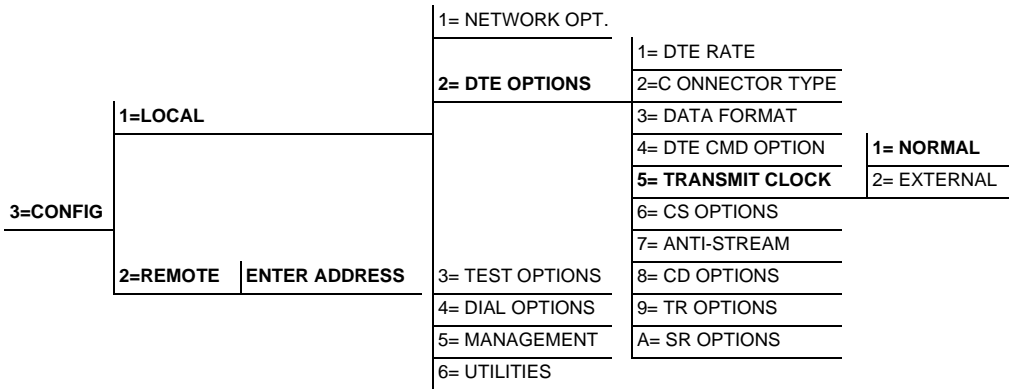 1= NETWORK OPT.
1= DTE RATE
2= DTE OPTIONS
2=C ONNECTOR TYPE
1=LOCAL
3= DATA FORMAT
4= DTE CMD OPTION
1= NORMAL
5= TRANSMIT CLOCK
2= EXTERNAL
3=CONFIG
6= CS OPTIONS
7= ANTI-STREAM
2=REMOTE
ENTER ADDRESS
3= TEST OPTIONS
8= CD OPTIONS
4= DIAL OPTIONS
9= TR OPTIONS
5= MANAGEMENT
A= SR OPTIONS
6= UTILITIES